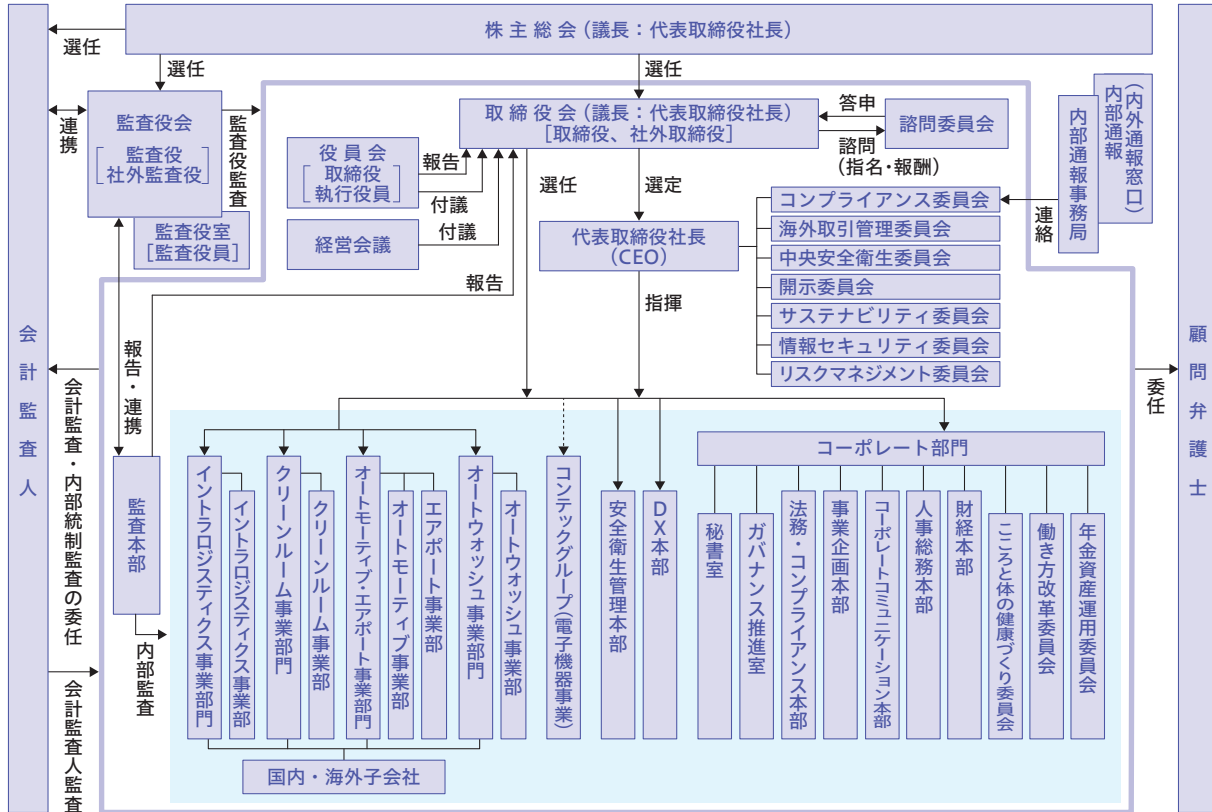 株主総会（議長：代表取締役社長）
選任
選任
選任
監査役会
監査役
社外監査役
連携
監査役監査
監査役室
[監査役員]
取締役会（議長：代表取締役社長）
[取締役、社外取締役]
答申
諮問委員会
諮問
（指名・報酬）
役員会
取締役
執行役員
報告
付議
経営会議
付議
報告
選任
選定
代表取締役社長
（CEO）
指揮
コンプライアンス委員会
海外取引管理委員会
中央安全衛生委員会
開示委員会
サステナビリティ委員会
情報セキュリティ委員会
リスクマネジメント委員会
連絡
内部通報事務局
内部通報
（内外通報窓口）
会計監査人
顧問弁護士
委任
報告・連携
会計監査・内部統制監査の委任
会計監査人監査
監査本部
内部監査
イントラロジスティクス事業部門
イントラロジスティクス事業部
クリーンルーム事業部門
クリーンルーム事業部
オートモーティブ・エアポート事業部門
オートモーティブ事業部
エアポート事業部
オートウォッシュ事業部門
オートウォッシュ事業部
コンテックグループ（電子機器事業）
安全衛生管理本部
DX本部
コーポレート部門
秘書室
ガバナンス推進室
法務・コンプライアンス本部
事業企画本部
コーポレートコミュニケーション本部
人事総務本部
財経本部
こころと体の健康づくり委員会
働き方改革委員会
年金資産運用委員会
国内・海外子会社